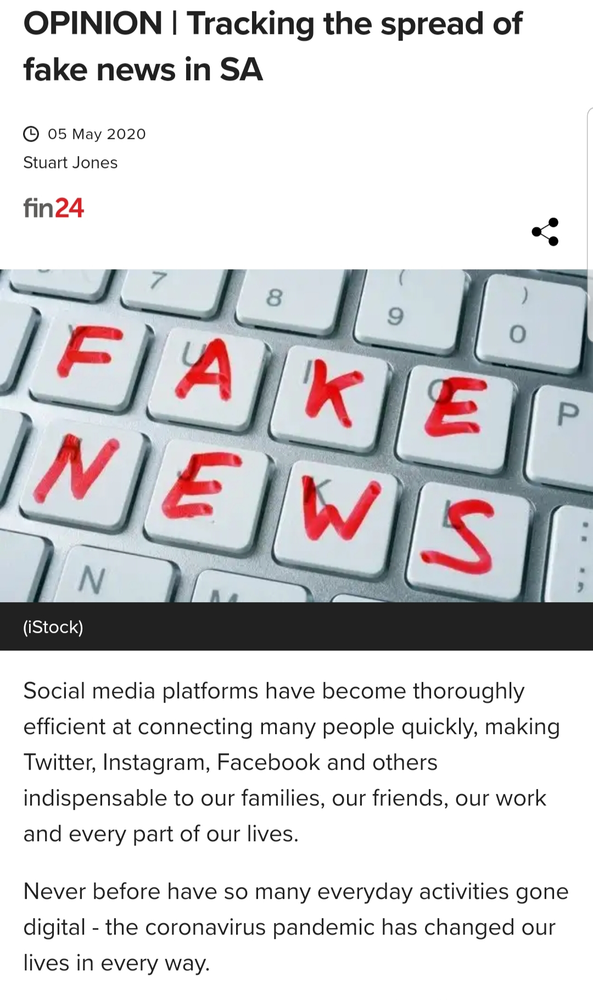 OPINION | Tracking the spread of
fake news in SA
05 May 2020
Stuart Jones
fin24
7
8
(
9
)
0
Y
U
I
O
P
F A K E
K
L
:
;
N E W S
N
M
(iStock)
Social media platforms have become thoroughly
efficient at connecting many people quickly, making
Twitter, Instagram, Facebook and others
indispensable to our families, our friends, our work
and every part of our lives.
Never before have so many everyday activities gone
digital - the coronavirus pandemic has changed our
lives in every way.